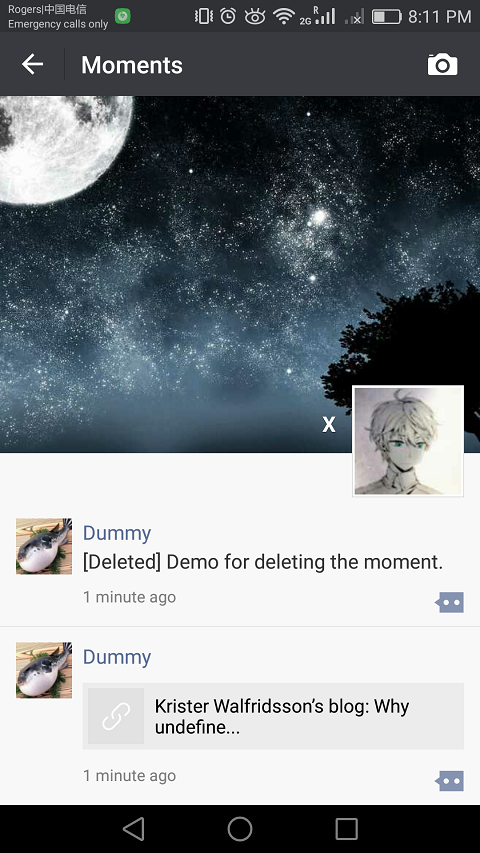 Rogers|中国电信
Emergency calls only
2G R 8:11 PM
Moments
X
Dummy
[Deleted] Demo for deleting the moment.
1 minute ago
Dummy
Krister Walfridsson’s blog: Why
undefine...
1 minute ago